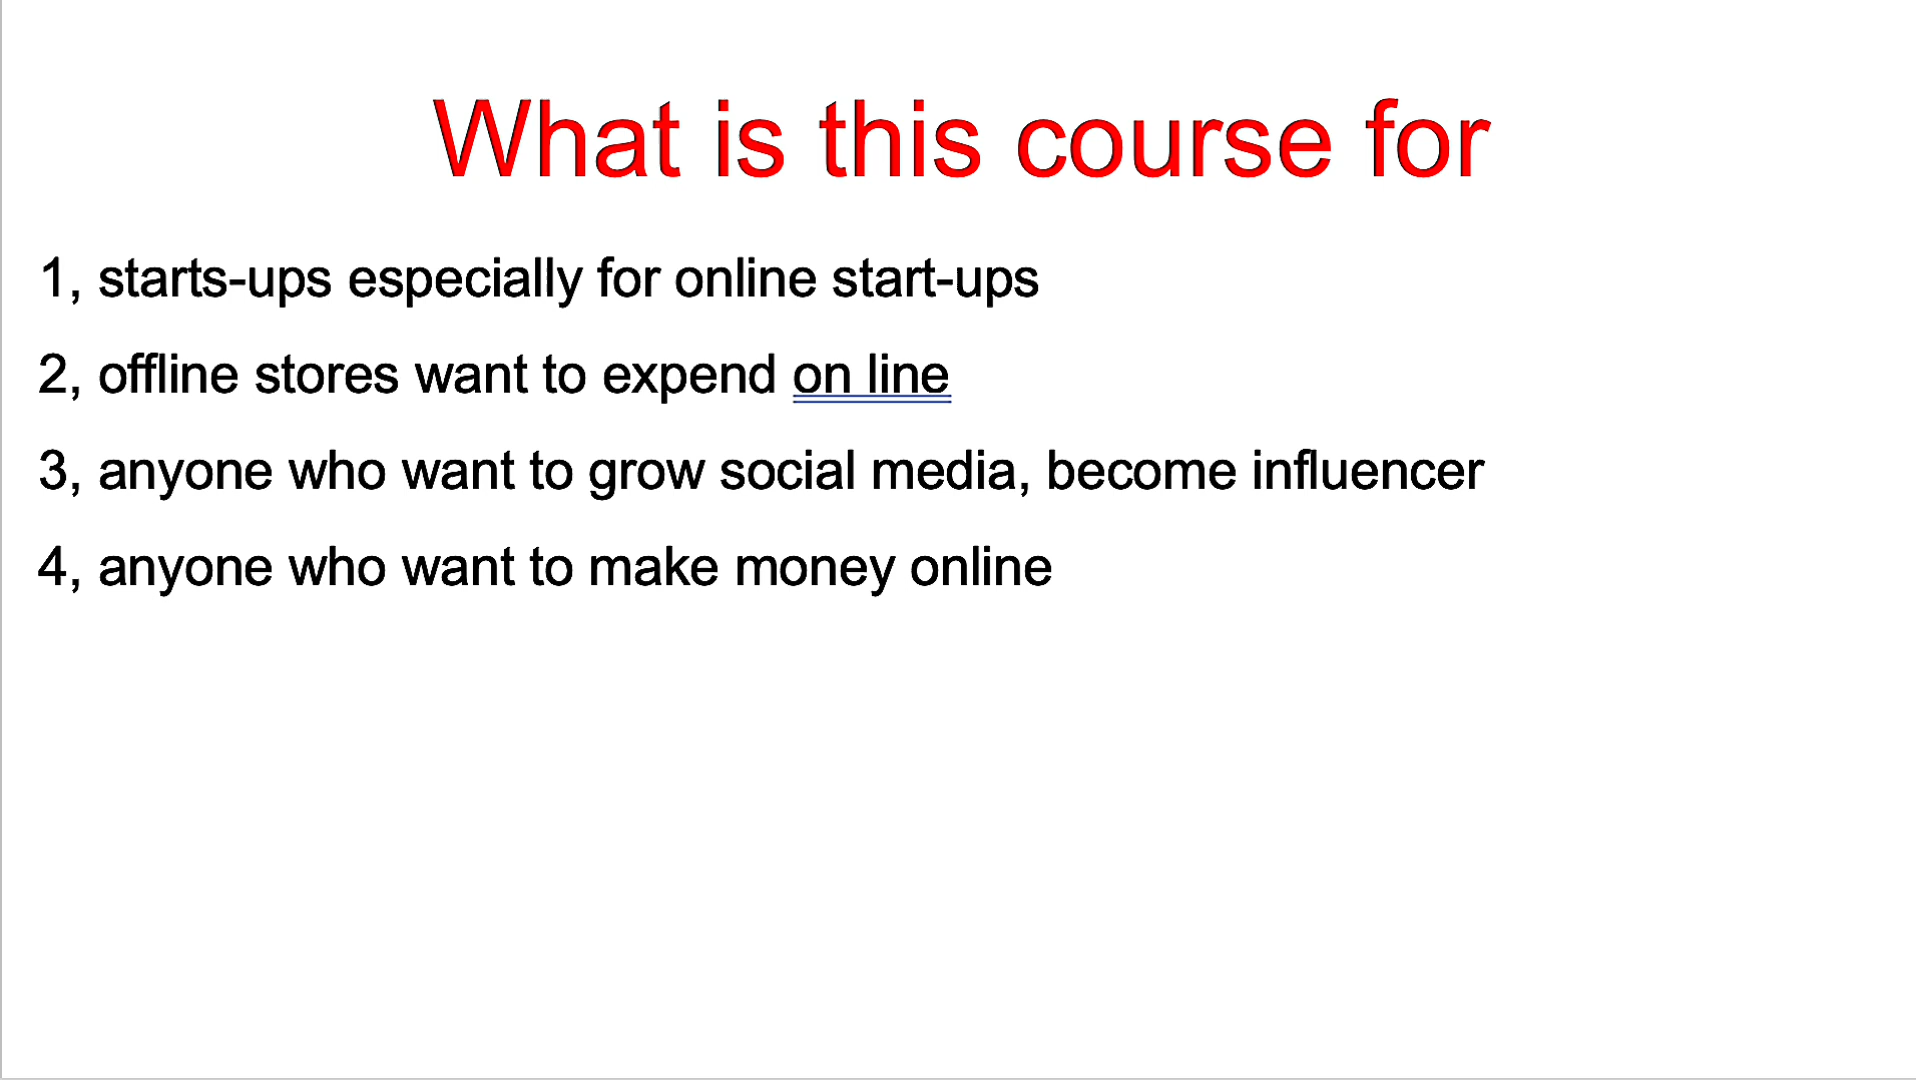 What is this course for
1, starts-ups especially for online start-ups
2, offline stores want to expend on line
3, anyone who want to grow social media, become influencer
4, anyone who want to make money online